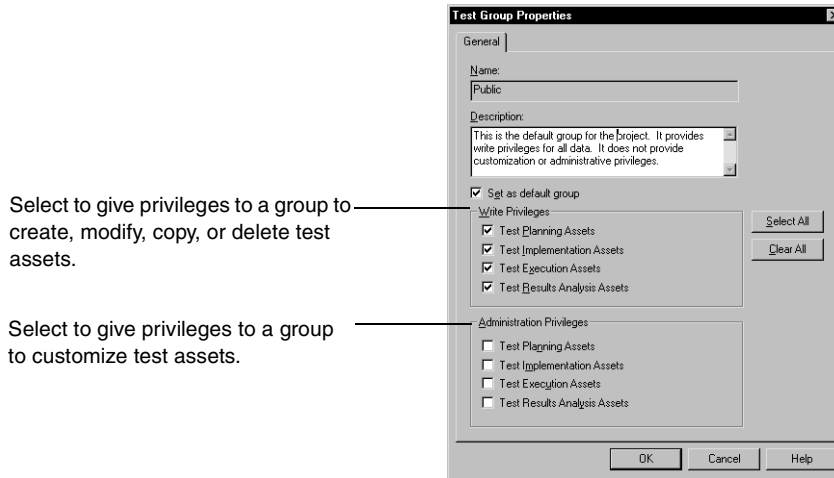 Test Group Properties
General
Name:
Public
Description:
This is the default group for the project. It provides
write privileges for all data. It does not provide
customization or administrative privileges.
Set as default group
Select to give privileges to a group to
create, modify, copy, or delete test
assets.
Write Privileges
Test Planning Assets
Test Implementation Assets
Test Execution Assets
Test Results Analysis Assets
Select All
Clear All
Select to give privileges to a group
to customize test assets.
Administration Privileges
Test Planning Assets
Test Implementation Assets
Test Execution Assets
Test Results Analysis Assets
OK
Cancel
Help